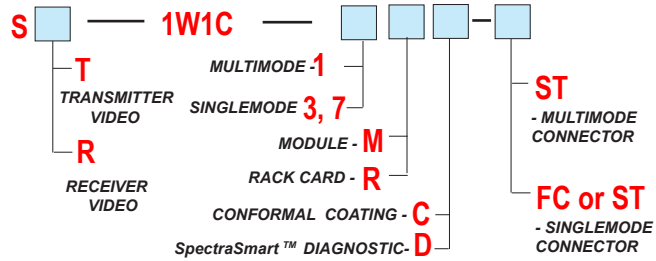 S 1W1C
T
TRANSMITTER
VIDEO
R
RECEIVER
VIDEO
MULTIMODE -1
SINGLEMODE 3, 7
MODULE - M
RACK CARD - R
CONFORMAL COATING - C
SpectraSmart ™ DIAGNOSTIC- D
ST
- MULTIMODE
CONNECTOR
FC or ST
- SINGLEMODE
CONNECTOR